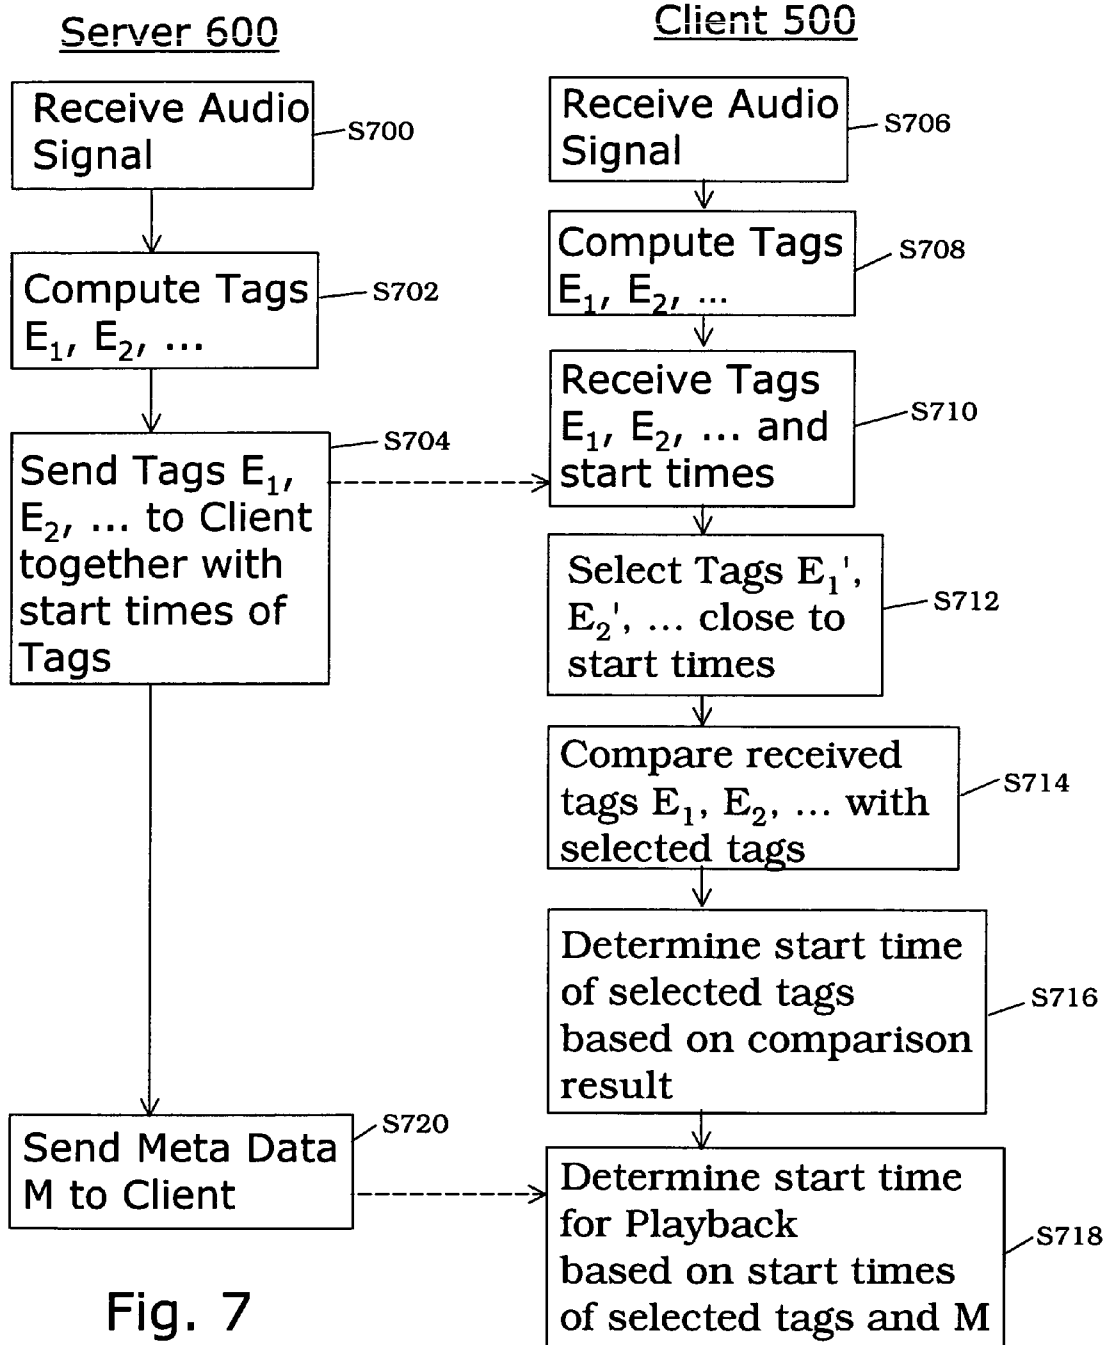 Server 600
Receive Audio
Signal
S700
Compute Tags
E₁, E₂, ...
S702
Send Tags E₁,
E₂, ... to Client
together with
start times of
Tags
S704
Send Meta Data
M to Client
S720
Client 500
Receive Audio
Signal
S706
Compute Tags
E₁, E₂, ...
S708
Receive Tags
E₁, E₂, ... and
start times
S710
Select Tags E₁',
E₂', ... close to
start times
S712
Compare received
tags E₁, E₂, ... with
selected tags
S714
Determine start time
of selected tags
based on comparison
result
S716
Determine start time
for Playback
based on start times
of selected tags and M
S718
Fig. 7